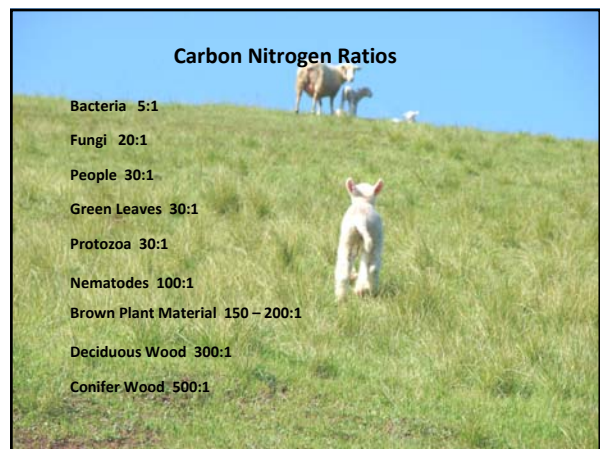 Carbon Nitrogen Ratios
Bacteria 5:1
Fungi 20:1
People 30:1
Green Leaves 30:1
Protozoa 30:1
Nematodes 100:1
Brown Plant Material 150 – 200:1
Deciduous Wood 300:1
Conifer Wood 500:1